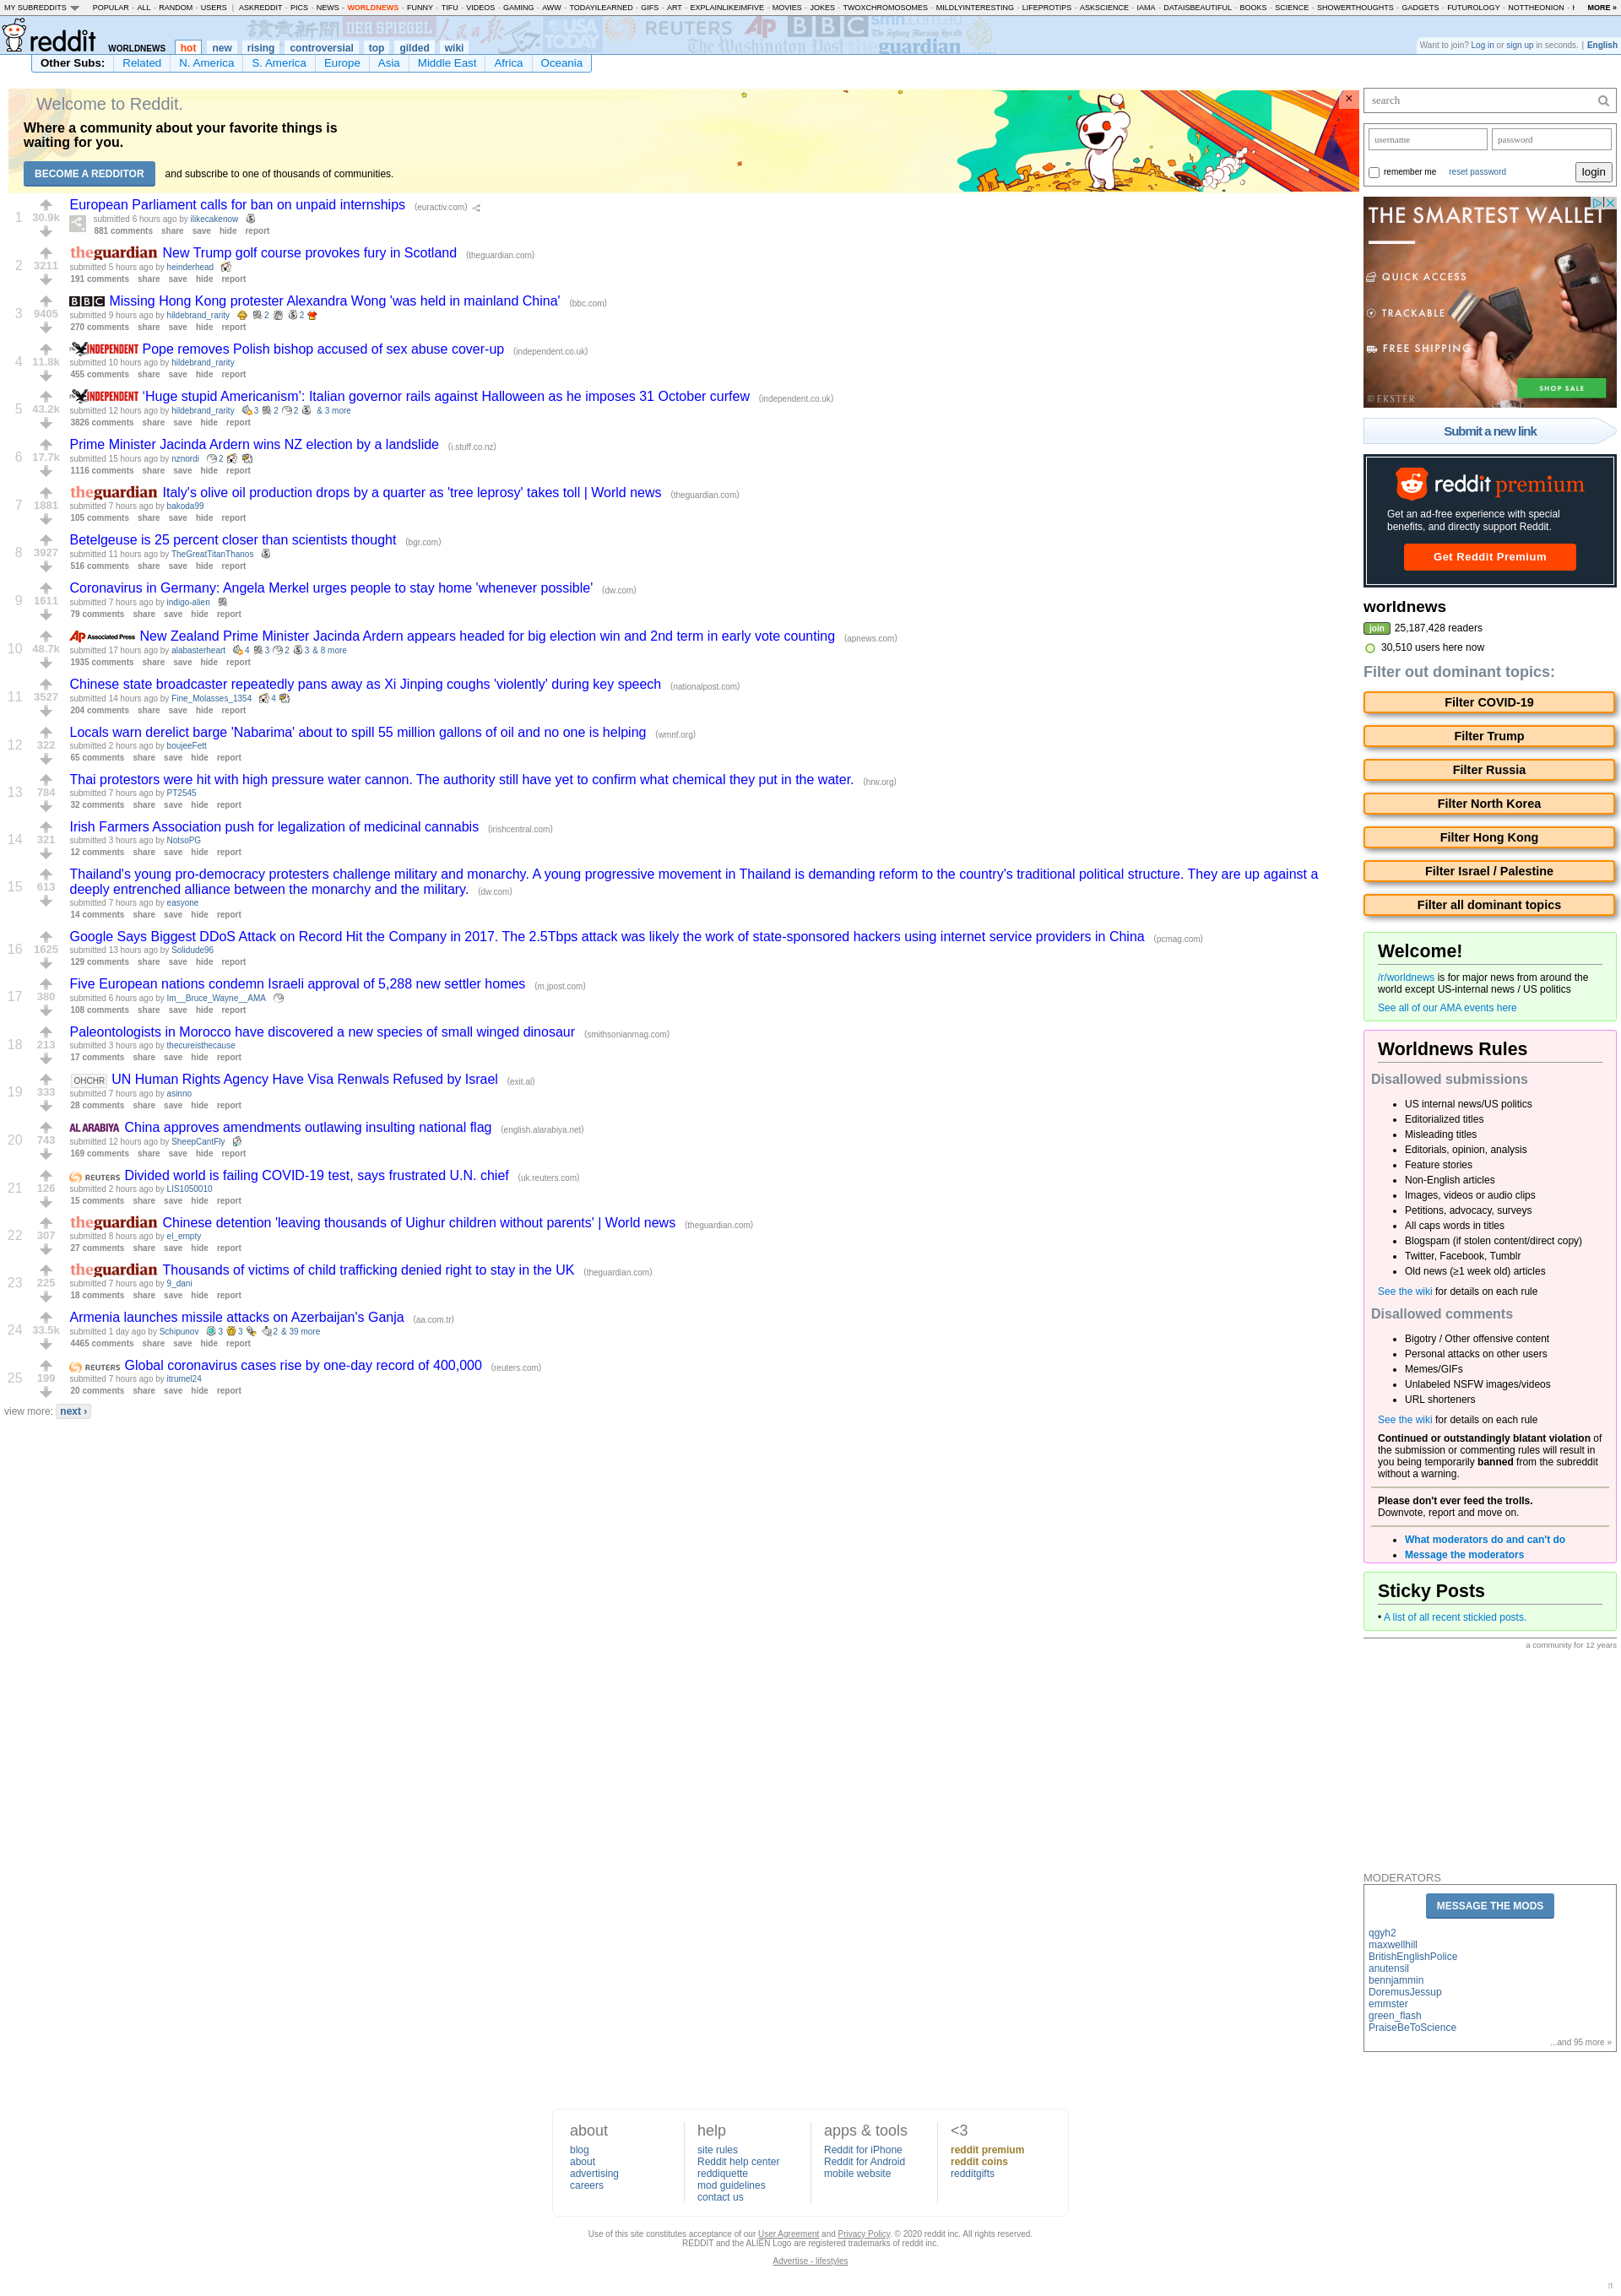 MY SUBREDDITS POPULAR - ALL - RANDOM - USERS | ASKREDDIT - PICS - NEWS - WORLDNEWS - FUNNY - TIFU - VIDEOS - GAMING - AWW - TODAYILEARNED - GIFS - ART - EXPLAINLIKEIMFIVE - MOVIES - JOKES - TWOXCHROMOSOMES - MILDLYINTERESTING - LIFEPROTIPS - ASKSCIENCE - IAMA - DATAISBEAUTIFUL - BOOKS - SCIENCE - SHOWERTHOUGHTS - GADGETS - FUTUROLOGY - NOTTHEONION MORE »
讀賣新聞 DER SPIEGEL 人民日报 USA TODAY REUTERS AP BBC smh.com.au
The Sydney Morning Herald
The Washington Post theguardian
reddit WORLDNEWS hot new rising controversial top gilded wiki
Want to join? Log in or sign up in seconds. | English
Other Subs: Related N. America S. America Europe Asia Middle East Africa Oceania
Welcome to Reddit.
Where a community about your favorite things is
waiting for you.
BECOME A REDDITOR and subscribe to one of thousands of communities.
×
1 30.9k European Parliament calls for ban on unpaid internships (euractiv.com)
submitted 6 hours ago by ilikecakenow
881 comments share save hide report
2 3211 theguardian New Trump golf course provokes fury in Scotland (theguardian.com)
submitted 5 hours ago by heinderhead
191 comments share save hide report
3 9405 BBC Missing Hong Kong protester Alexandra Wong 'was held in mainland China' (bbc.com)
submitted 9 hours ago by hildebrand_rarity 2 2
270 comments share save hide report
4 11.8k INDEPENDENT Pope removes Polish bishop accused of sex abuse cover-up (independent.co.uk)
submitted 10 hours ago by hildebrand_rarity
455 comments share save hide report
5 43.2k INDEPENDENT ‘Huge stupid Americanism’: Italian governor rails against Halloween as he imposes 31 October curfew (independent.co.uk)
submitted 12 hours ago by hildebrand_rarity 3 2 2 & 3 more
3826 comments share save hide report
6 17.7k Prime Minister Jacinda Ardern wins NZ election by a landslide (i.stuff.co.nz)
submitted 15 hours ago by nznordi 2
1116 comments share save hide report
7 1881 theguardian Italy's olive oil production drops by a quarter as 'tree leprosy' takes toll | World news (theguardian.com)
submitted 7 hours ago by bakoda99
105 comments share save hide report
8 3927 Betelgeuse is 25 percent closer than scientists thought (bgr.com)
submitted 11 hours ago by TheGreatTitanThanos
516 comments share save hide report
9 1611 Coronavirus in Germany: Angela Merkel urges people to stay home 'whenever possible' (dw.com)
submitted 7 hours ago by indigo-alien
79 comments share save hide report
10 48.7k AP Associated Press New Zealand Prime Minister Jacinda Ardern appears headed for big election win and 2nd term in early vote counting (apnews.com)
submitted 17 hours ago by alabasterheart 4 3 2 3 & 8 more
1935 comments share save hide report
11 3527 Chinese state broadcaster repeatedly pans away as Xi Jinping coughs 'violently' during key speech (nationalpost.com)
submitted 14 hours ago by Fine_Molasses_1354 4
204 comments share save hide report
12 322 Locals warn derelict barge 'Nabarima' about to spill 55 million gallons of oil and no one is helping (wmnf.org)
submitted 2 hours ago by boujeeFett
65 comments share save hide report
13 784 Thai protestors were hit with high pressure water cannon. The authority still have yet to confirm what chemical they put in the water. (hrw.org)
submitted 7 hours ago by PT2545
32 comments share save hide report
14 321 Irish Farmers Association push for legalization of medicinal cannabis (irishcentral.com)
submitted 3 hours ago by NotsoPG
12 comments share save hide report
15 613 Thailand's young pro-democracy protesters challenge military and monarchy. A young progressive movement in Thailand is demanding reform to the country's traditional political structure. They are up against a
deeply entrenched alliance between the monarchy and the military. (dw.com)
submitted 7 hours ago by easyone
14 comments share save hide report
16 1625 Google Says Biggest DDoS Attack on Record Hit the Company in 2017. The 2.5Tbps attack was likely the work of state-sponsored hackers using internet service providers in China (pcmag.com)
submitted 13 hours ago by Solidude96
129 comments share save hide report
17 380 Five European nations condemn Israeli approval of 5,288 new settler homes (m.jpost.com)
submitted 6 hours ago by Im__Bruce_Wayne__AMA
108 comments share save hide report
18 213 Paleontologists in Morocco have discovered a new species of small winged dinosaur (smithsonianmag.com)
submitted 3 hours ago by thecureisthecause
17 comments share save hide report
19 333 OHCHR UN Human Rights Agency Have Visa Renwals Refused by Israel (exit.al)
submitted 7 hours ago by asinno
28 comments share save hide report
20 743 AL ARABIYA China approves amendments outlawing insulting national flag (english.alarabiya.net)
submitted 12 hours ago by SheepCantFly
169 comments share save hide report
21 126 REUTERS Divided world is failing COVID-19 test, says frustrated U.N. chief (uk.reuters.com)
submitted 2 hours ago by LIS1050010
15 comments share save hide report
22 307 theguardian Chinese detention 'leaving thousands of Uighur children without parents' | World news (theguardian.com)
submitted 8 hours ago by el_empty
27 comments share save hide report
23 225 theguardian Thousands of victims of child trafficking denied right to stay in the UK (theguardian.com)
submitted 7 hours ago by 9_dani
18 comments share save hide report
24 33.5k Armenia launches missile attacks on Azerbaijan's Ganja (aa.com.tr)
submitted 1 day ago by Schipunov 3 3 2 & 39 more
4465 comments share save hide report
25 199 REUTERS Global coronavirus cases rise by one-day record of 400,000 (reuters.com)
submitted 7 hours ago by itrumel24
20 comments share save hide report
view more: next ›
search
username password
remember me reset password login
THE SMARTEST WALLET
QUICK ACCESS
TRACKABLE
FREE SHIPPING
SHOP SALE
©EKSTER
Submit a new link
reddit premium
Get an ad-free experience with special
benefits, and directly support Reddit.
Get Reddit Premium
worldnews
join 25,187,428 readers
30,510 users here now
Filter out dominant topics:
Filter COVID-19
Filter Trump
Filter Russia
Filter North Korea
Filter Hong Kong
Filter Israel / Palestine
Filter all dominant topics
Welcome!
/r/worldnews is for major news from around the
world except US-internal news / US politics
See all of our AMA events here
Worldnews Rules
Disallowed submissions
• US internal news/US politics
• Editorialized titles
• Misleading titles
• Editorials, opinion, analysis
• Feature stories
• Non-English articles
• Images, videos or audio clips
• Petitions, advocacy, surveys
• All caps words in titles
• Blogspam (if stolen content/direct copy)
• Twitter, Facebook, Tumblr
• Old news (≥1 week old) articles
See the wiki for details on each rule
Disallowed comments
• Bigotry / Other offensive content
• Personal attacks on other users
• Memes/GIFs
• Unlabeled NSFW images/videos
• URL shorteners
See the wiki for details on each rule
Continued or outstandingly blatant violation of
the submission or commenting rules will result in
you being temporarily banned from the subreddit
without a warning.
Please don't ever feed the trolls.
Downvote, report and move on.
• What moderators do and can't do
• Message the moderators
Sticky Posts
• A list of all recent stickied posts.
a community for 12 years
MODERATORS
MESSAGE THE MODS
qgyh2
maxwellhill
BritishEnglishPolice
anutensil
bennjammin
DoremusJessup
emmster
green_flash
PraiseBeToScience
...and 95 more »
about
blog
about
advertising
careers
help
site rules
Reddit help center
reddiquette
mod guidelines
contact us
apps & tools
Reddit for iPhone
Reddit for Android
mobile website
<3
reddit premium
reddit coins
redditgifts
Use of this site constitutes acceptance of our User Agreement and Privacy Policy. © 2020 reddit inc. All rights reserved.
REDDIT and the ALIEN Logo are registered trademarks of reddit inc.
Advertise - lifestyles
π